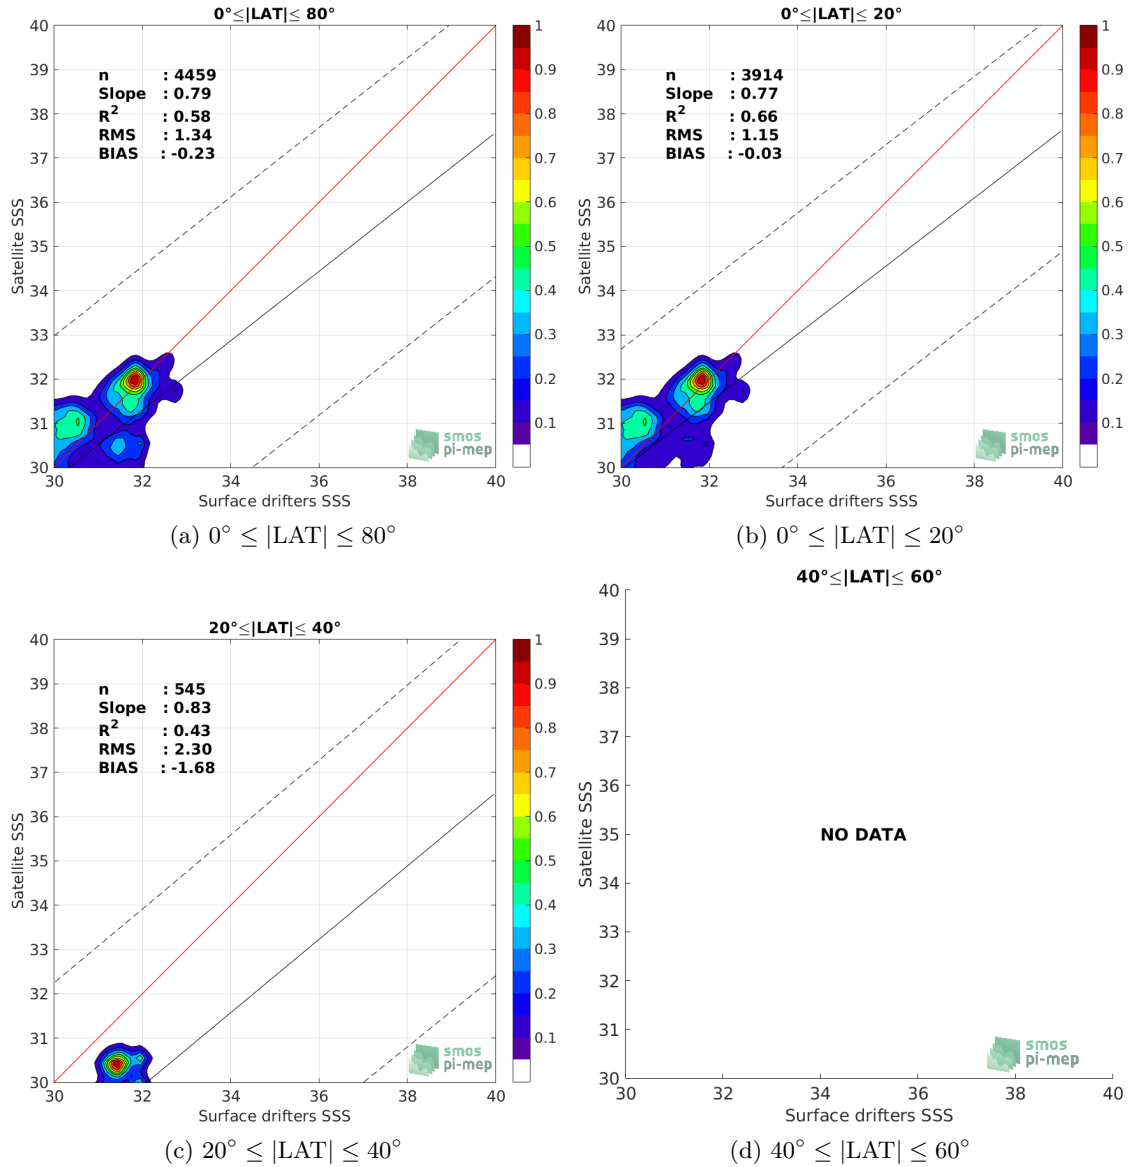 0°≤|LAT|≤ 80°
40
39
38
37
36
35
34
33
32
31
30
Satellite SSS
n : 4459
Slope : 0.79
R² : 0.58
RMS : 1.34
BIAS : -0.23
smos
pi-mep
30 32 34 36 38 40
Surface drifters SSS
1
0.9
0.8
0.7
0.6
0.5
0.4
0.3
0.2
0.1
(a) 0° ≤ |LAT| ≤ 80°
0°≤|LAT|≤ 20°
40
39
38
37
36
35
34
33
32
31
30
Satellite SSS
n : 3914
Slope : 0.77
R² : 0.66
RMS : 1.15
BIAS : -0.03
smos
pi-mep
30 32 34 36 38 40
Surface drifters SSS
1
0.9
0.8
0.7
0.6
0.5
0.4
0.3
0.2
0.1
(b) 0° ≤ |LAT| ≤ 20°
20°≤|LAT|≤ 40°
40
39
38
37
36
35
34
33
32
31
30
Satellite SSS
n : 545
Slope : 0.83
R² : 0.43
RMS : 2.30
BIAS : -1.68
smos
pi-mep
30 32 34 36 38 40
Surface drifters SSS
1
0.9
0.8
0.7
0.6
0.5
0.4
0.3
0.2
0.1
(c) 20° ≤ |LAT| ≤ 40°
40°≤|LAT|≤ 60°
40
39
38
37
36
35
34
33
32
31
30
Satellite SSS
NO DATA
smos
pi-mep
30 32 34 36 38 40
Surface drifters SSS
(d) 40° ≤ |LAT| ≤ 60°